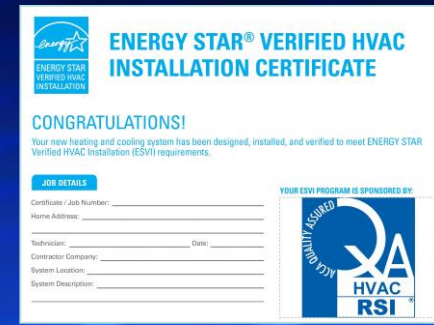 energy
ENERGY STAR
VERIFIED HVAC
INSTALLATION
ENERGY STAR® VERIFIED HVAC
INSTALLATION CERTIFICATE
CONGRATULATIONS!
Your new heating and cooling system has been designed, installed, and verified to meet ENERGY STAR
Verified HVAC Installation (ESVI) requirements.
JOB DETAILS
Certificate / Job Number:
Home Address:
Technician: Date:
Contractor Company:
System Location:
System Description:
YOUR ESVI PROGRAM IS SPONSORED BY:
ACCA QUALITY ASSURED
QA
HVAC
RSI ®